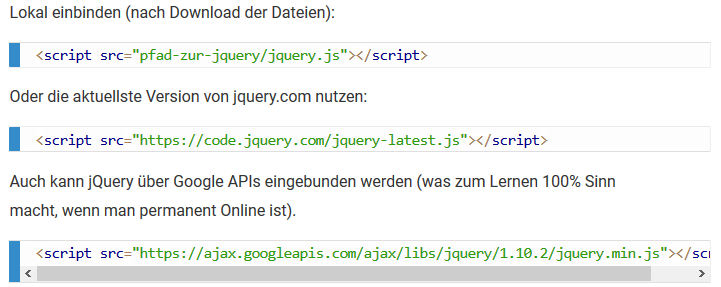 Lokal einbinden (nach Download der Dateien):
<script src="pfad-zur-jquery/jquery.js"></script>
Oder die aktuellste Version von jquery.com nutzen:
<script src="https://code.jquery.com/jquery-latest.js"></script>
Auch kann jQuery über Google APIs eingebunden werden (was zum Lernen 100% Sinn
macht, wenn man permanent Online ist).
<script src="https://ajax.googleapis.com/ajax/libs/jquery/1.10.2/jquery.min.js"></scr